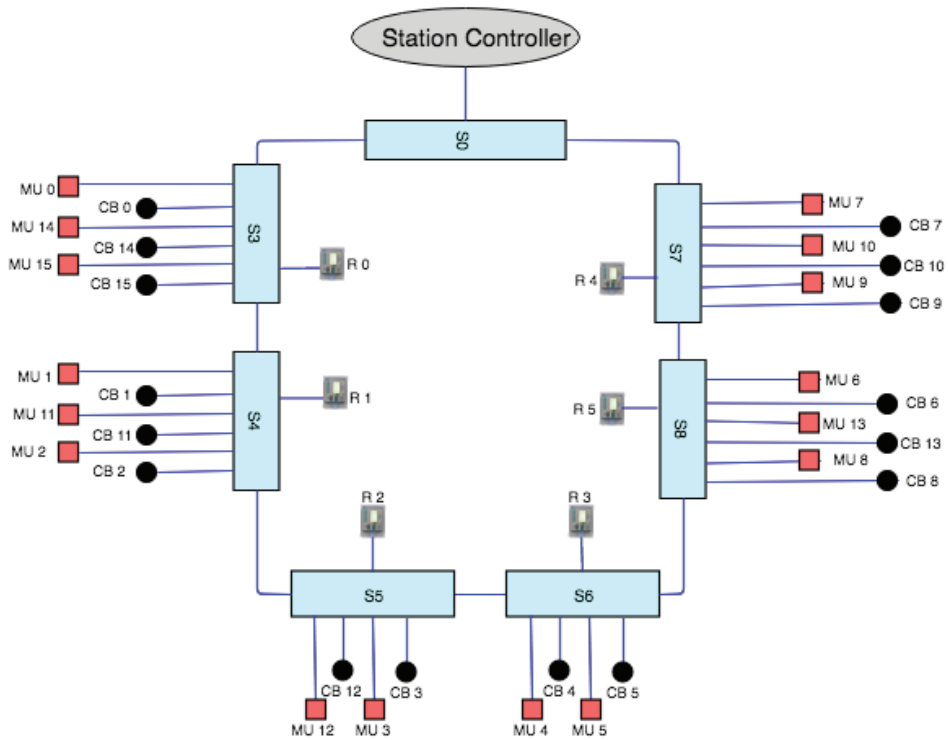 Station Controller
S0
MU 0
CB 0
MU 14
CB 14
MU 15
CB 15
S3
R 0
MU 7
CB 7
MU 10
CB 10
MU 9
CB 9
S7
R 4
MU 1
CB 1
MU 11
CB 11
MU 2
CB 2
S4
R 1
MU 6
CB 6
MU 13
CB 13
MU 8
CB 8
S8
R 5
R 2
R 3
S5
S6
CB 12
CB 3
MU 12
MU 3
CB 4
CB 5
MU 4
MU 5